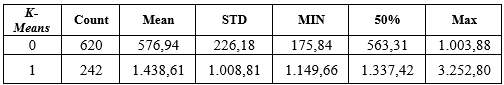 K-Means Count Mean STD MIN 50% Max
0 620 576,94 226,18 175,84 563,31 1.003,88
1 242 1.438,61 1.008,81 1.149,66 1.337,42 3.252,80